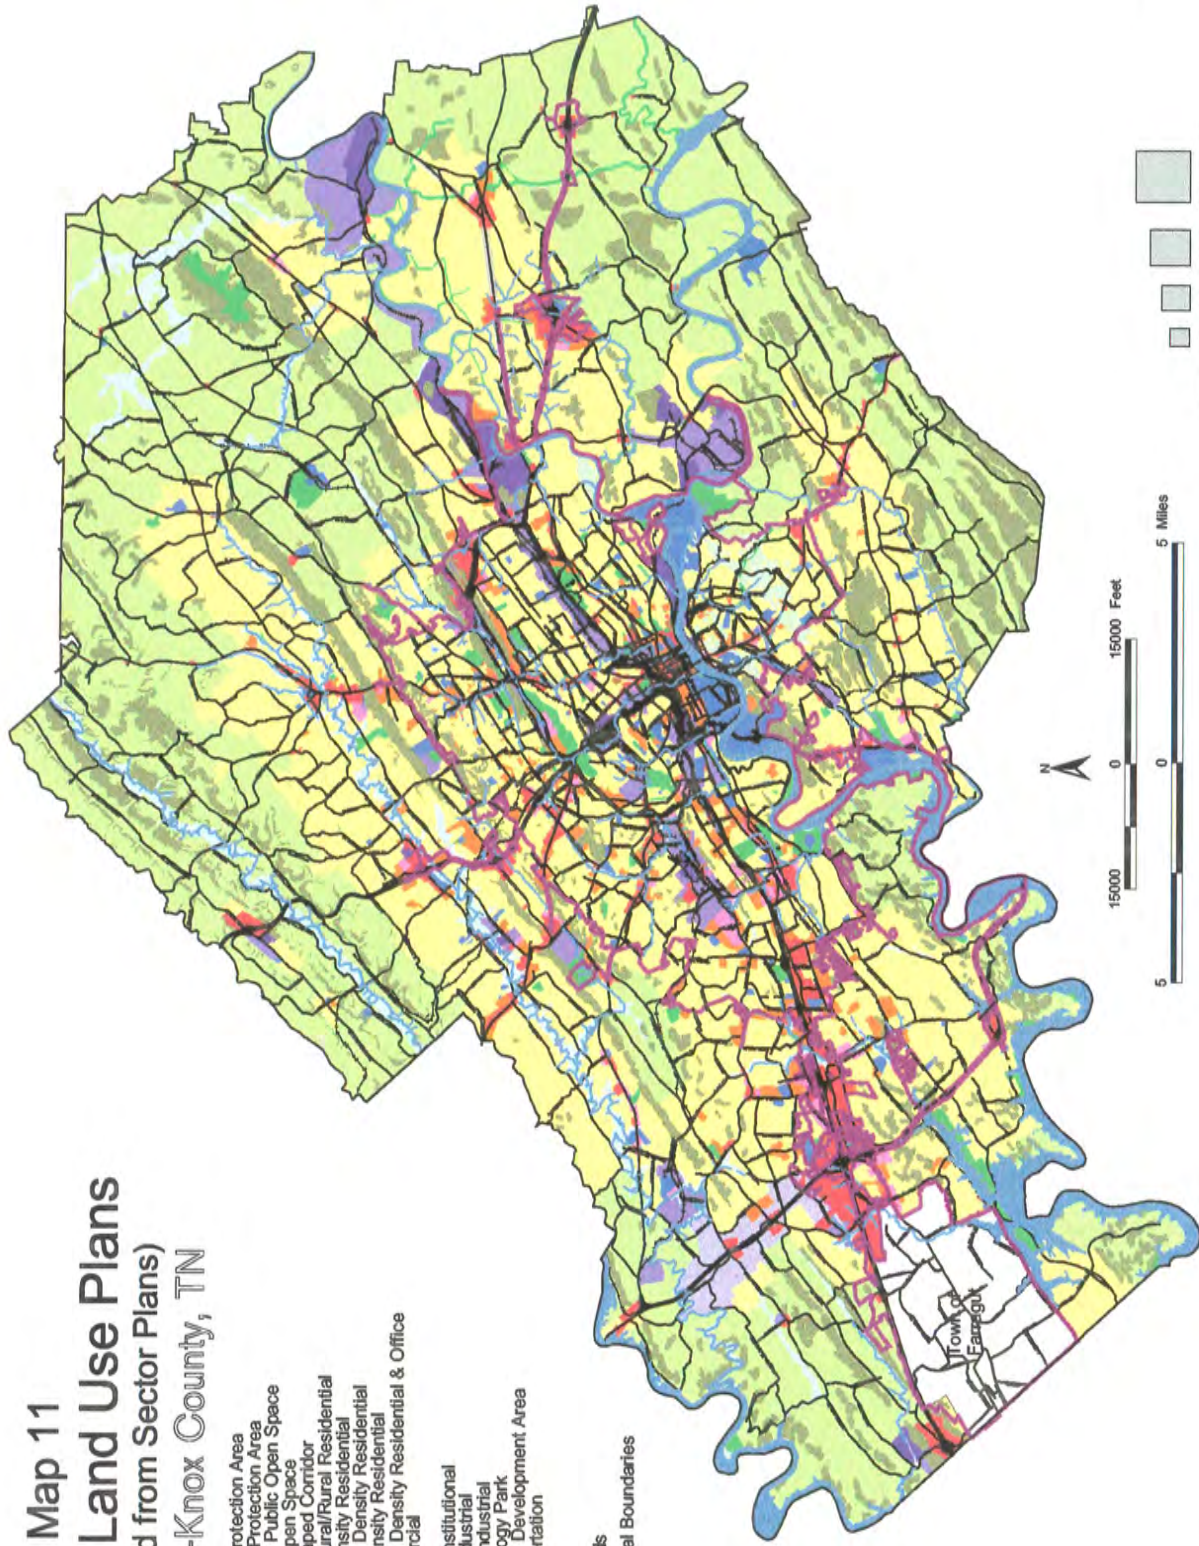 Map 11
Land Use Plans
from Sector Plans)
Knox County, TN
rotection Area
Protection Area
Public Open Space
pen Space
ped Corridor
ural/Rural Residential
nsity Residential
Density Residential
nsity Residential
Density Residential & Office
rcial
nstitutional
ustrial
ndustrial
ogy Park
Development Area
rtation
ls
al Boundaries
Town of
Farragut
N
15000 0 15000 Feet
5 0 5 Miles